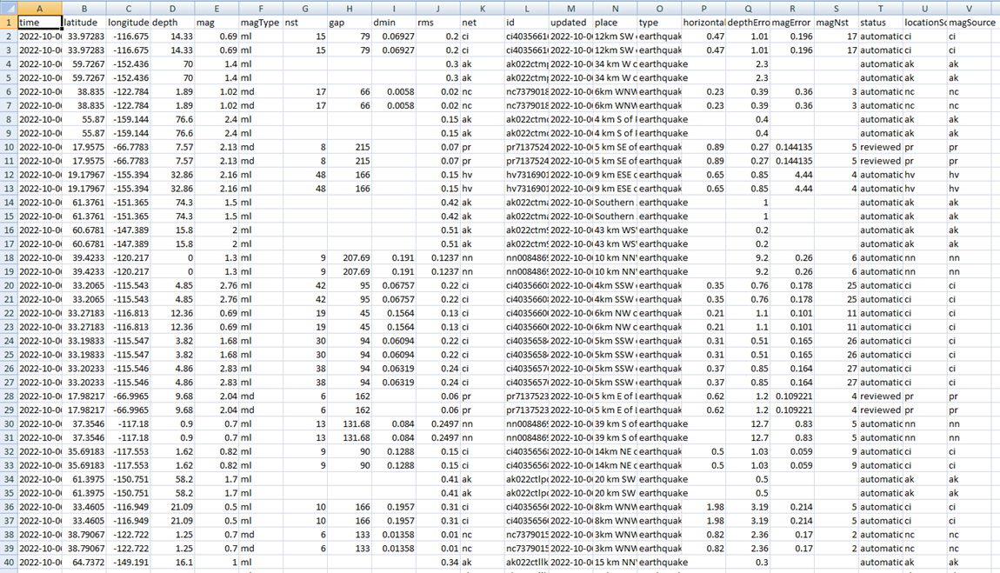 A B C D E F G H I J K L M N O P Q R S T U V
1 time latitude longitude depth mag magType nst gap dmin rms net id updated place type horizontal depthErro magError magNst status locationSo magSource
2 2022-10-0 33.97283 -116.675 14.33 0.69 ml 15 79 0.06927 0.2 ci ci4035661 2022-10-0 12km SW earthquak 0.47 1.01 0.196 17 automatic ci ci
3 2022-10-0 33.97283 -116.675 14.33 0.69 ml 15 79 0.06927 0.2 ci ci4035661 2022-10-0 12km SW earthquak 0.47 1.01 0.196 17 automatic ci ci
4 2022-10-0 59.7267 -152.436 70 1.4 ml 0.3 ak ak022ctm 2022-10-0 34 km W earthquake 2.3 automatic ak ak
5 2022-10-0 59.7267 -152.436 70 1.4 ml 0.3 ak ak022ctm 2022-10-0 34 km W earthquake 2.3 automatic ak ak
6 2022-10-0 38.835 -122.784 1.89 1.02 md 17 66 0.0058 0.02 nc nc7379018 2022-10-0 6km WNW earthquak 0.23 0.39 0.36 3 automatic nc nc
7 2022-10-0 38.835 -122.784 1.89 1.02 md 17 66 0.0058 0.02 nc nc7379018 2022-10-0 6km WNW earthquak 0.23 0.39 0.36 3 automatic nc nc
8 2022-10-0 55.87 -159.144 76.6 2.4 ml 0.15 ak ak022ctm 2022-10-0 4 km S of earthquake 0.4 automatic ak ak
9 2022-10-0 55.87 -159.144 76.6 2.4 ml 0.15 ak ak022ctm 2022-10-0 4 km S of earthquake 0.4 automatic ak ak
10 2022-10-0 17.9575 -66.7783 7.57 2.13 md 8 215 0.07 pr pr7137524 2022-10-0 5 km SE of earthquak 0.89 0.27 0.144135 5 reviewed pr pr
11 2022-10-0 17.9575 -66.7783 7.57 2.13 md 8 215 0.07 pr pr7137524 2022-10-0 5 km SE of earthquak 0.89 0.27 0.144135 5 reviewed pr pr
12 2022-10-0 19.17967 -155.394 32.86 2.16 ml 48 166 0.15 hv hv731690 2022-10-0 9 km ESE earthquak 0.65 0.85 4.44 4 automatic hv hv
13 2022-10-0 19.17967 -155.394 32.86 2.16 ml 48 166 0.15 hv hv731690 2022-10-0 9 km ESE earthquak 0.65 0.85 4.44 4 automatic hv hv
14 2022-10-0 61.3761 -151.365 74.3 1.5 ml 0.42 ak ak022ctm 2022-10-0 Southern earthquake 1 automatic ak ak
15 2022-10-0 61.3761 -151.365 74.3 1.5 ml 0.42 ak ak022ctm 2022-10-0 Southern earthquake 1 automatic ak ak
16 2022-10-0 60.6781 -147.389 15.8 2 ml 0.51 ak ak022ctm 2022-10-0 43 km WS earthquake 0.2 automatic ak ak
17 2022-10-0 60.6781 -147.389 15.8 2 ml 0.51 ak ak022ctm 2022-10-0 43 km WS earthquake 0.2 automatic ak ak
18 2022-10-0 39.4233 -120.217 0 1.3 ml 9 207.69 0.191 0.1237 nn nn008486 2022-10-0 10 km NN earthquake 9.2 0.26 6 automatic nn nn
19 2022-10-0 39.4233 -120.217 0 1.3 ml 9 207.69 0.191 0.1237 nn nn008486 2022-10-0 10 km NN earthquake 9.2 0.26 6 automatic nn nn
20 2022-10-0 33.2065 -115.543 4.85 2.76 ml 42 95 0.06757 0.22 ci ci4035660 2022-10-0 4km SSW earthquak 0.35 0.76 0.178 25 automatic ci ci
21 2022-10-0 33.2065 -115.543 4.85 2.76 ml 42 95 0.06757 0.22 ci ci4035660 2022-10-0 4km SSW earthquak 0.35 0.76 0.178 25 automatic ci ci
22 2022-10-0 33.27183 -116.813 12.36 0.69 ml 19 45 0.1564 0.13 ci ci4035660 2022-10-0 6km NW earthquak 0.21 1.1 0.101 11 automatic ci ci
23 2022-10-0 33.27183 -116.813 12.36 0.69 ml 19 45 0.1564 0.13 ci ci4035660 2022-10-0 6km NW earthquak 0.21 1.1 0.101 11 automatic ci ci
24 2022-10-0 33.19833 -115.547 3.82 1.68 ml 30 94 0.06094 0.22 ci ci4035658 2022-10-0 5km SSW earthquak 0.31 0.51 0.165 26 automatic ci ci
25 2022-10-0 33.19833 -115.547 3.82 1.68 ml 30 94 0.06094 0.22 ci ci4035658 2022-10-0 5km SSW earthquak 0.31 0.51 0.165 26 automatic ci ci
26 2022-10-0 33.20233 -115.546 4.86 2.83 ml 38 94 0.06319 0.24 ci ci4035657 2022-10-0 5km SSW earthquak 0.37 0.85 0.164 27 automatic ci ci
27 2022-10-0 33.20233 -115.546 4.86 2.83 ml 38 94 0.06319 0.24 ci ci4035657 2022-10-0 5km SSW earthquak 0.37 0.85 0.164 27 automatic ci ci
28 2022-10-0 17.98217 -66.9965 9.68 2.04 md 6 162 0.06 pr pr7137523 2022-10-0 5 km E of earthquak 0.62 1.2 0.109221 4 reviewed pr pr
29 2022-10-0 17.98217 -66.9965 9.68 2.04 md 6 162 0.06 pr pr7137523 2022-10-0 5 km E of earthquak 0.62 1.2 0.109221 4 reviewed pr pr
30 2022-10-0 37.3546 -117.18 0.9 0.7 ml 13 131.68 0.084 0.2497 nn nn008486 2022-10-0 39 km S of earthquake 12.7 0.83 5 automatic nn nn
31 2022-10-0 37.3546 -117.18 0.9 0.7 ml 13 131.68 0.084 0.2497 nn nn008486 2022-10-0 39 km S of earthquake 12.7 0.83 5 automatic nn nn
32 2022-10-0 35.69183 -117.553 1.62 0.82 ml 9 90 0.1288 0.15 ci ci4035656 2022-10-0 14km NE earthquak 0.5 1.03 0.059 9 automatic ci ci
33 2022-10-0 35.69183 -117.553 1.62 0.82 ml 9 90 0.1288 0.15 ci ci4035656 2022-10-0 14km NE earthquak 0.5 1.03 0.059 9 automatic ci ci
34 2022-10-0 61.3975 -150.751 58.2 1.7 ml 0.41 ak ak022ctlp 2022-10-0 20 km SW earthquake 0.5 automatic ak ak
35 2022-10-0 61.3975 -150.751 58.2 1.7 ml 0.41 ak ak022ctlp 2022-10-0 20 km SW earthquake 0.5 automatic ak ak
36 2022-10-0 33.4605 -116.949 21.09 0.5 ml 10 166 0.1957 0.31 ci ci4035656 2022-10-0 8km WNW earthquak 1.98 3.19 0.214 5 automatic ci ci
37 2022-10-0 33.4605 -116.949 21.09 0.5 ml 10 166 0.1957 0.31 ci ci4035656 2022-10-0 8km WNW earthquak 1.98 3.19 0.214 5 automatic ci ci
38 2022-10-0 38.79067 -122.722 1.25 0.7 md 6 133 0.01358 0.01 nc nc7379015 2022-10-0 3km WNW earthquak 0.82 2.36 0.17 2 automatic nc nc
39 2022-10-0 38.79067 -122.722 1.25 0.7 md 6 133 0.01358 0.01 nc nc7379015 2022-10-0 3km WNW earthquak 0.82 2.36 0.17 2 automatic nc nc
40 2022-10-0 64.7372 -149.191 16.1 1 ml 0.34 ak ak022ctllk 2022-10-0 15 km NN earthquake 0.3 automatic ak ak